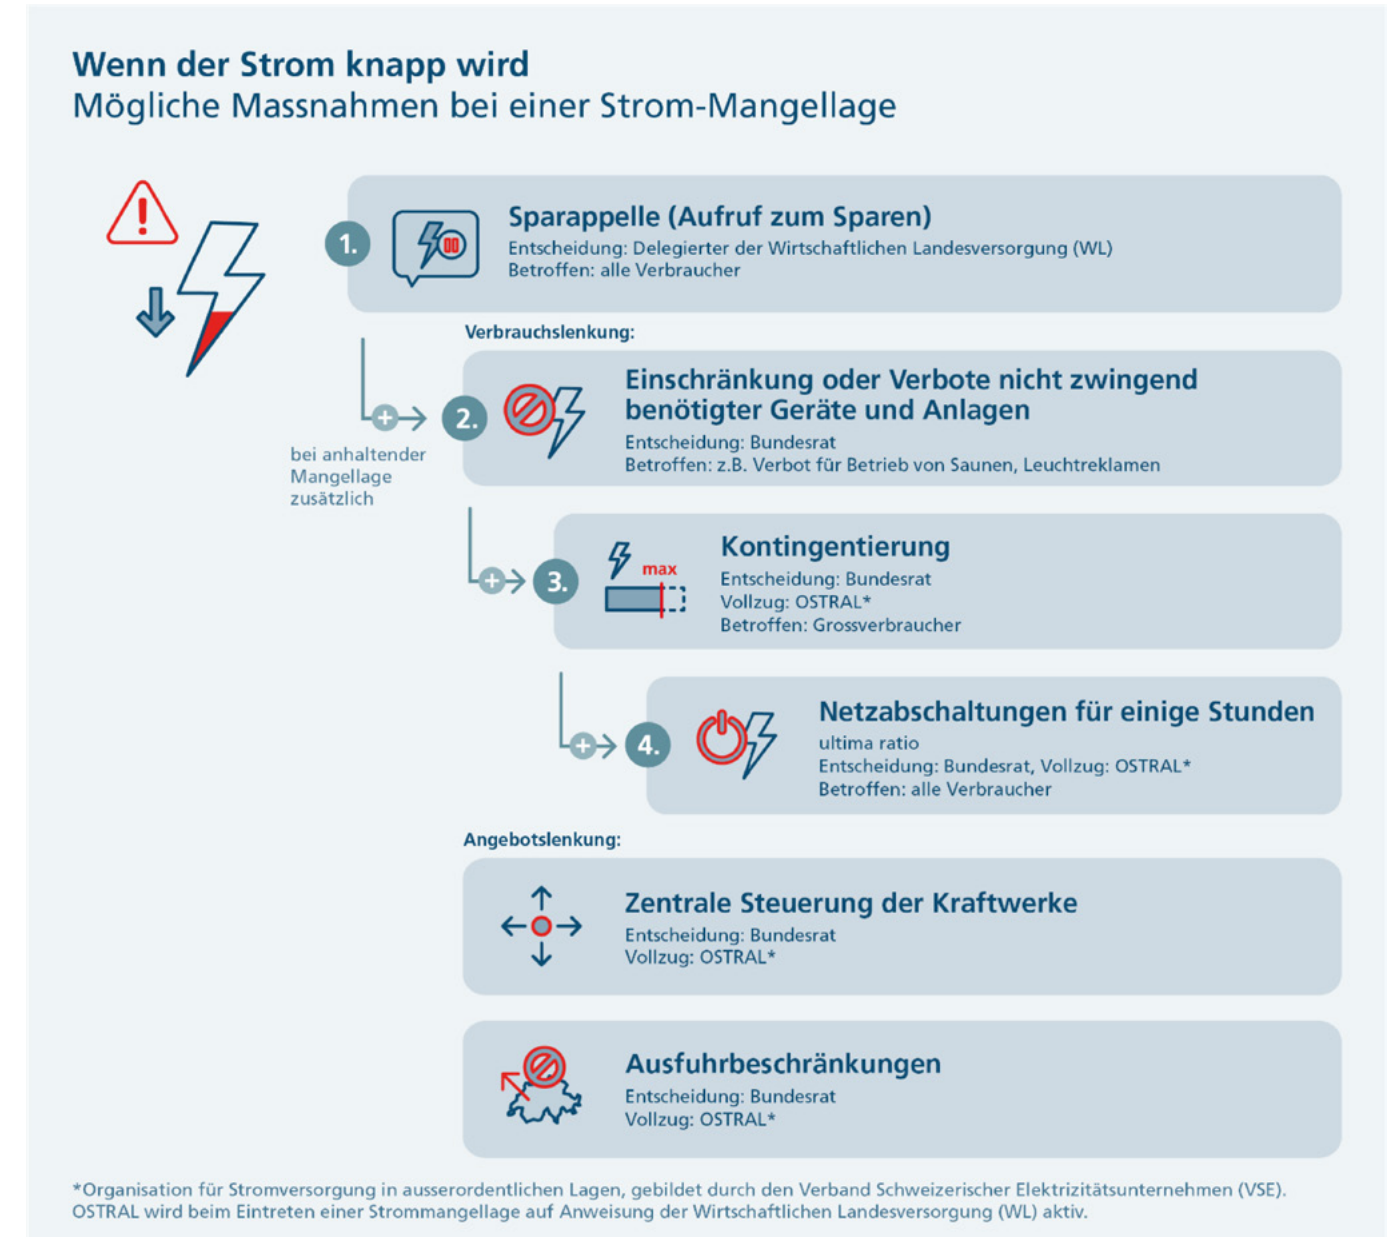 Wenn der Strom knapp wird
Mögliche Massnahmen bei einer Strom-Mangellage
1.
Sparappelle (Aufruf zum Sparen)
Entscheidung: Delegierter der Wirtschaftlichen Landesversorgung (WL)
Betroffen: alle Verbraucher
Verbrauchslenkung:
bei anhaltender
Mangellage
zusätzlich
2.
Einschränkung oder Verbote nicht zwingend
benötigter Geräte und Anlagen
Entscheidung: Bundesrat
Betroffen: z.B. Verbot für Betrieb von Saunen, Leuchtreklamen
3.
max
Kontingentierung
Entscheidung: Bundesrat
Vollzug: OSTRAL*
Betroffen: Grossverbraucher
4.
Netzabschaltungen für einige Stunden
ultima ratio
Entscheidung: Bundesrat, Vollzug: OSTRAL*
Betroffen: alle Verbraucher
Angebotslenkung:
Zentrale Steuerung der Kraftwerke
Entscheidung: Bundesrat
Vollzug: OSTRAL*
Ausfuhrbeschränkungen
Entscheidung: Bundesrat
Vollzug: OSTRAL*
*Organisation für Stromversorgung in ausserordentlichen Lagen, gebildet durch den Verband Schweizerischer Elektrizitätsunternehmen (VSE).
OSTRAL wird beim Eintreten einer Strommangellage auf Anweisung der Wirtschaftlichen Landesversorgung (WL) aktiv.